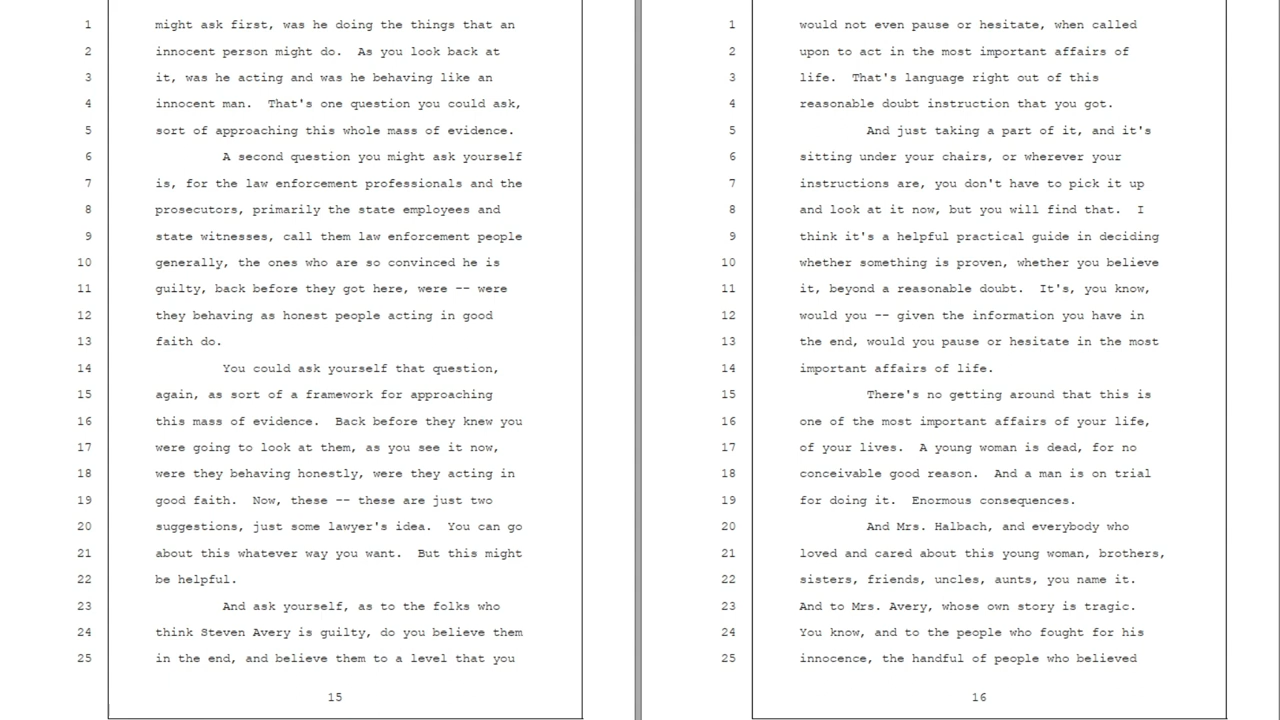 1 might ask first, was he doing the things that an
2 innocent person might do. As you look back at
3 it, was he acting and was he behaving like an
4 innocent man. That's one question you could ask,
5 sort of approaching this whole mass of evidence.
6 A second question you might ask yourself
7 is, for the law enforcement professionals and the
8 prosecutors, primarily the state employees and
9 state witnesses, call them law enforcement people
10 generally, the ones who are so convinced he is
11 guilty, back before they got here, were -- were
12 they behaving as honest people acting in good
13 faith do.
14 You could ask yourself that question,
15 again, as sort of a framework for approaching
16 this mass of evidence. Back before they knew you
17 were going to look at them, as you see it now,
18 were they behaving honestly, were they acting in
19 good faith. Now, these -- these are just two
20 suggestions, just some lawyer's idea. You can go
21 about this whatever way you want. But this might
22 be helpful.
23 And ask yourself, as to the folks who
24 think Steven Avery is guilty, do you believe them
25 in the end, and believe them to a level that you
15
1 would not even pause or hesitate, when called
2 upon to act in the most important affairs of
3 life. That's language right out of this
4 reasonable doubt instruction that you got.
5 And just taking a part of it, and it's
6 sitting under your chairs, or wherever your
7 instructions are, you don't have to pick it up
8 and look at it now, but you will find that. I
9 think it's a helpful practical guide in deciding
10 whether something is proven, whether you believe
11 it, beyond a reasonable doubt. It's, you know,
12 would you -- given the information you have in
13 the end, would you pause or hesitate in the most
14 important affairs of life.
15 There's no getting around that this is
16 one of the most important affairs of your life,
17 of your lives. A young woman is dead, for no
18 conceivable good reason. And a man is on trial
19 for doing it. Enormous consequences.
20 And Mrs. Halbach, and everybody who
21 loved and cared about this young woman, brothers,
22 sisters, friends, uncles, aunts, you name it.
23 And to Mrs. Avery, whose own story is tragic.
24 You know, and to the people who fought for his
25 innocence, the handful of people who believed
16